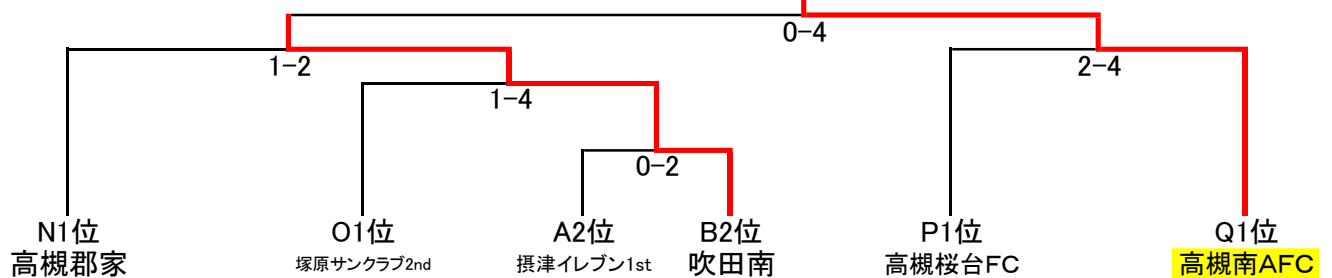 0-4
1-2
2-4
1-4
0-2
N1位
高槻郡家
O1位
塚原サンクラブ2nd
A2位
摂津イレブン1st
B2位
吹田南
P1位
高槻桜台FC
Q1位
高槻南AFC